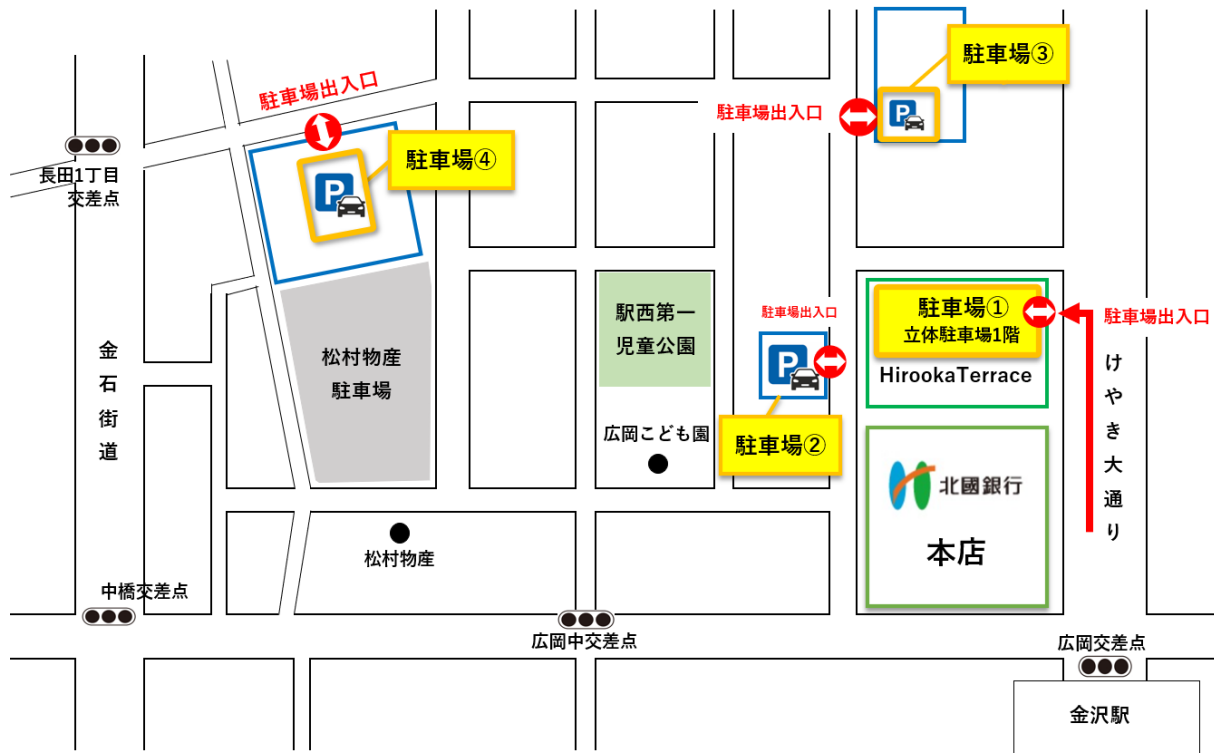 駐車場③
駐車場出入口
駐車場出入口
P
長田1丁目
交差点
駐車場④
P
駐車場①
立体駐車場1階
駐車場出入口
駅西第一
児童公園
駐車場出入口
P
HirookaTerrace
金石街道
松村物産
駐車場
けやき大通り
広岡こども園
駐車場②
北國銀行
本店
松村物産
中橋交差点
広岡中交差点
広岡交差点
金沢駅